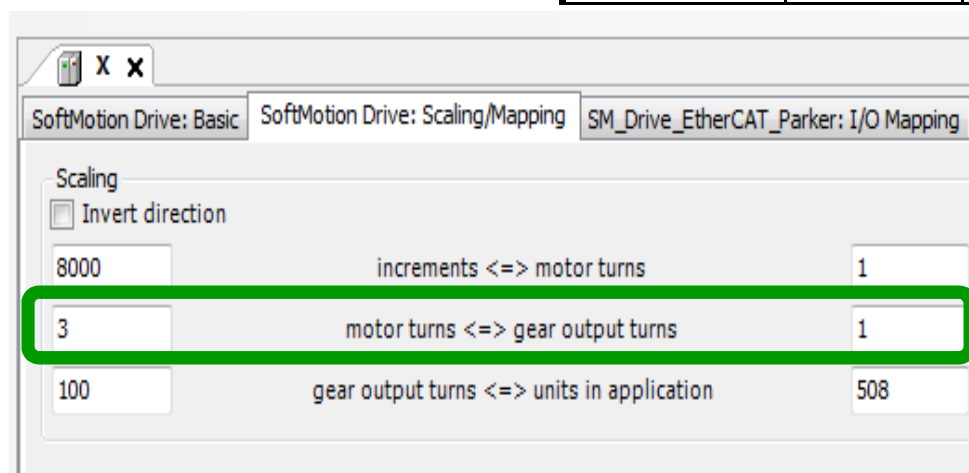 X x
SoftMotion Drive: Basic SoftMotion Drive: Scaling/Mapping SM_Drive_EtherCAT_Parker: I/O Mapping
Scaling
Invert direction
8000 increments <=> motor turns 1
3 motor turns <=> gear output turns 1
100 gear output turns <=> units in application 508